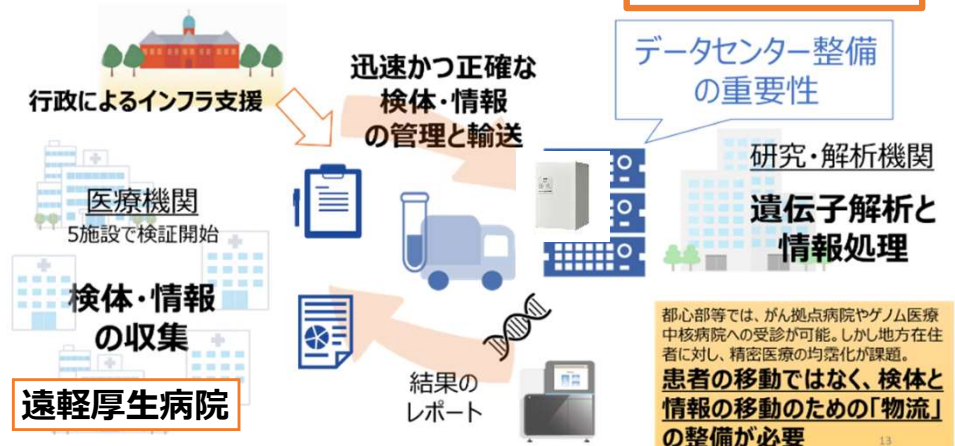 行政によるインフラ支援
迅速かつ正確な
検体・情報
の管理と輸送
データセンター整備
の重要性
医療機関
5施設で検証開始
検体・情報
の収集
遠軽厚生病院
研究・解析機関
遺伝子解析と
情報処理
結果の
レポート
都心部等では、がん拠点病院やゲノム医療
中核病院への受診が可能。しかし地方在住
者に対し、精密医療の均霑化が課題。
患者の移動ではなく、検体と
情報の移動のための「物流」
の整備が必要
13